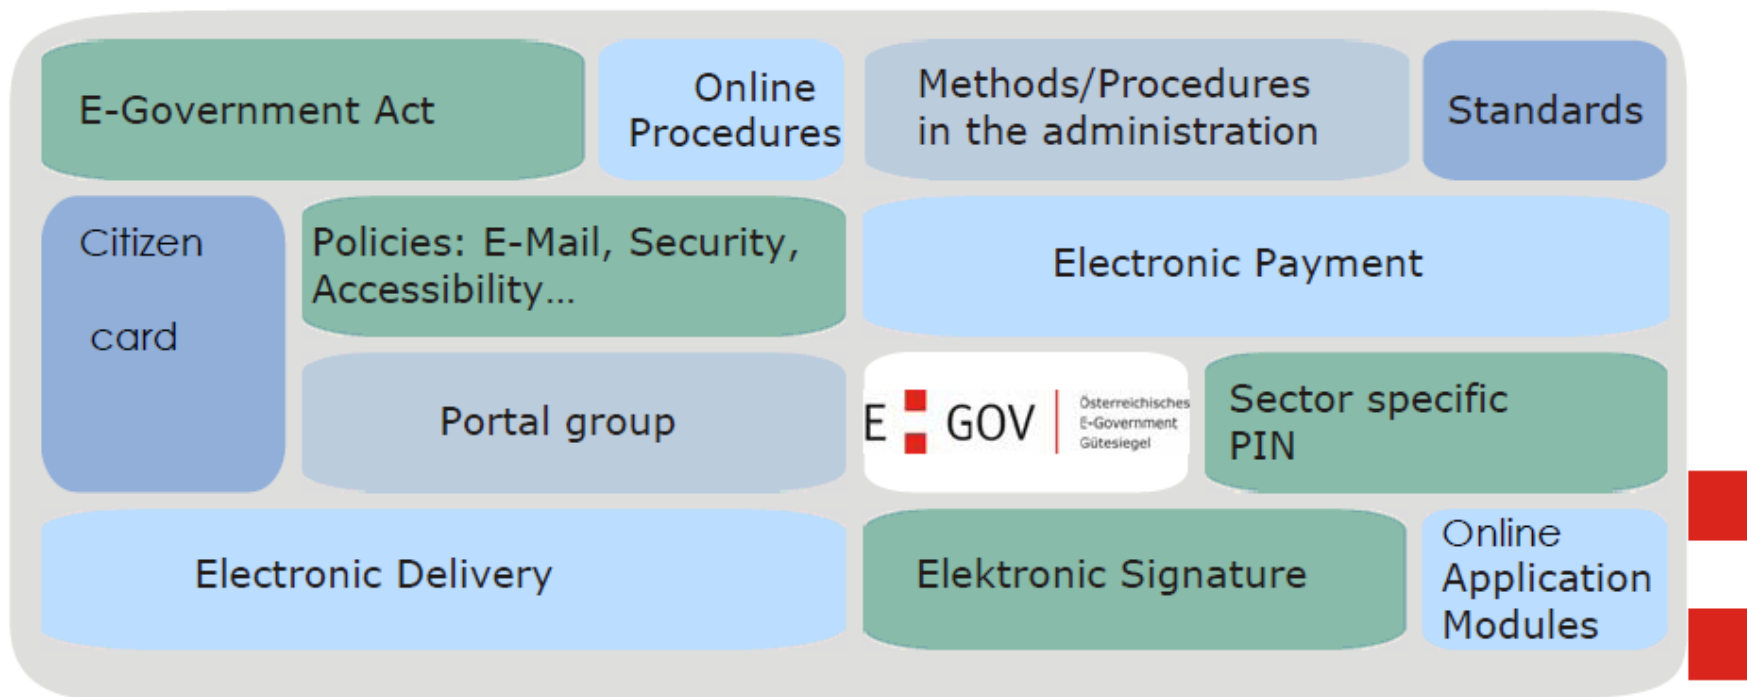 E-Government Act
Online
Procedures
Methods/Procedures
in the administration
Standards
Citizen
card
Policies: E-Mail, Security,
Accessibility...
Electronic Payment
Portal group
E GOV
Österreichisches
E-Government
Gütesiegel
Sector specific
PIN
Electronic Delivery
Elektronic Signature
Online
Application
Modules